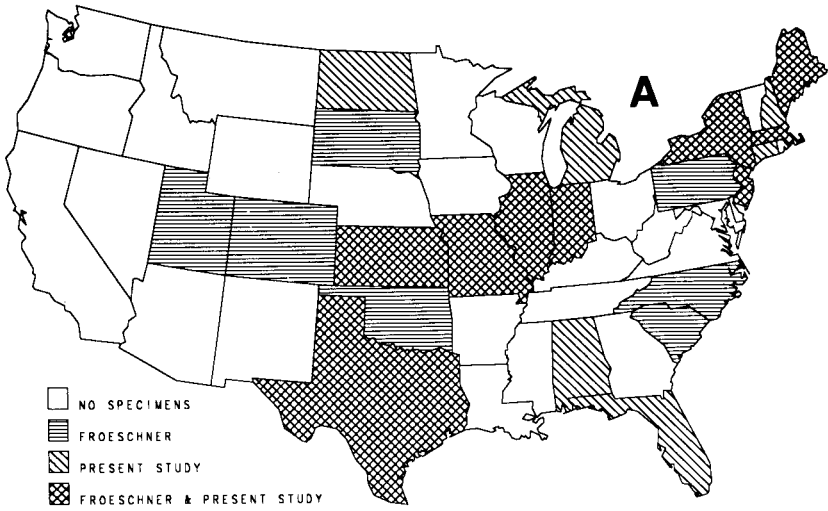 A
NO SPECIMENS
FROESCHNER
PRESENT STUDY
FROESCHNER & PRESENT STUDY